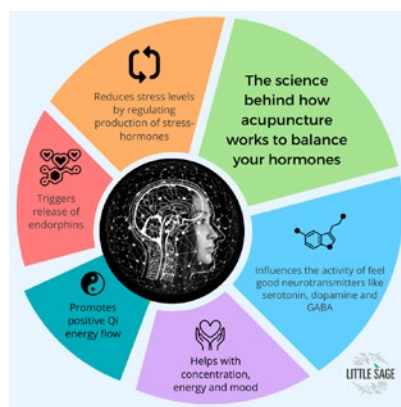 The science
behind how
acupuncture
works to balance
your hormones
Influences the activity of feel
good neurotransmitters like
serotonin, dopamine and
GABA
Helps with
concentration,
energy and mood
Promotes
positive Qi
energy flow
Triggers
release of
endorphins
Reduces stress levels
by regulating
production of stress-
hormones
LITTLE SAGE